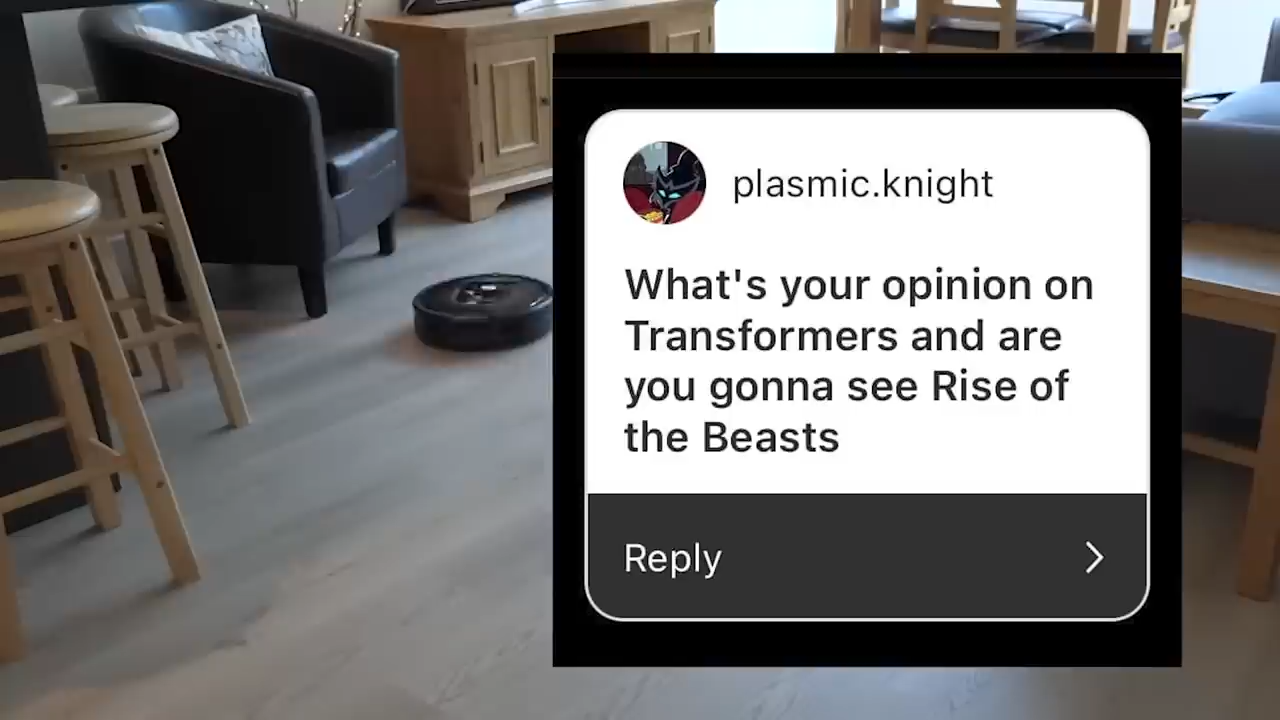 plasmic.knight
What's your opinion on
Transformers and are
you gonna see Rise of
the Beasts
Reply